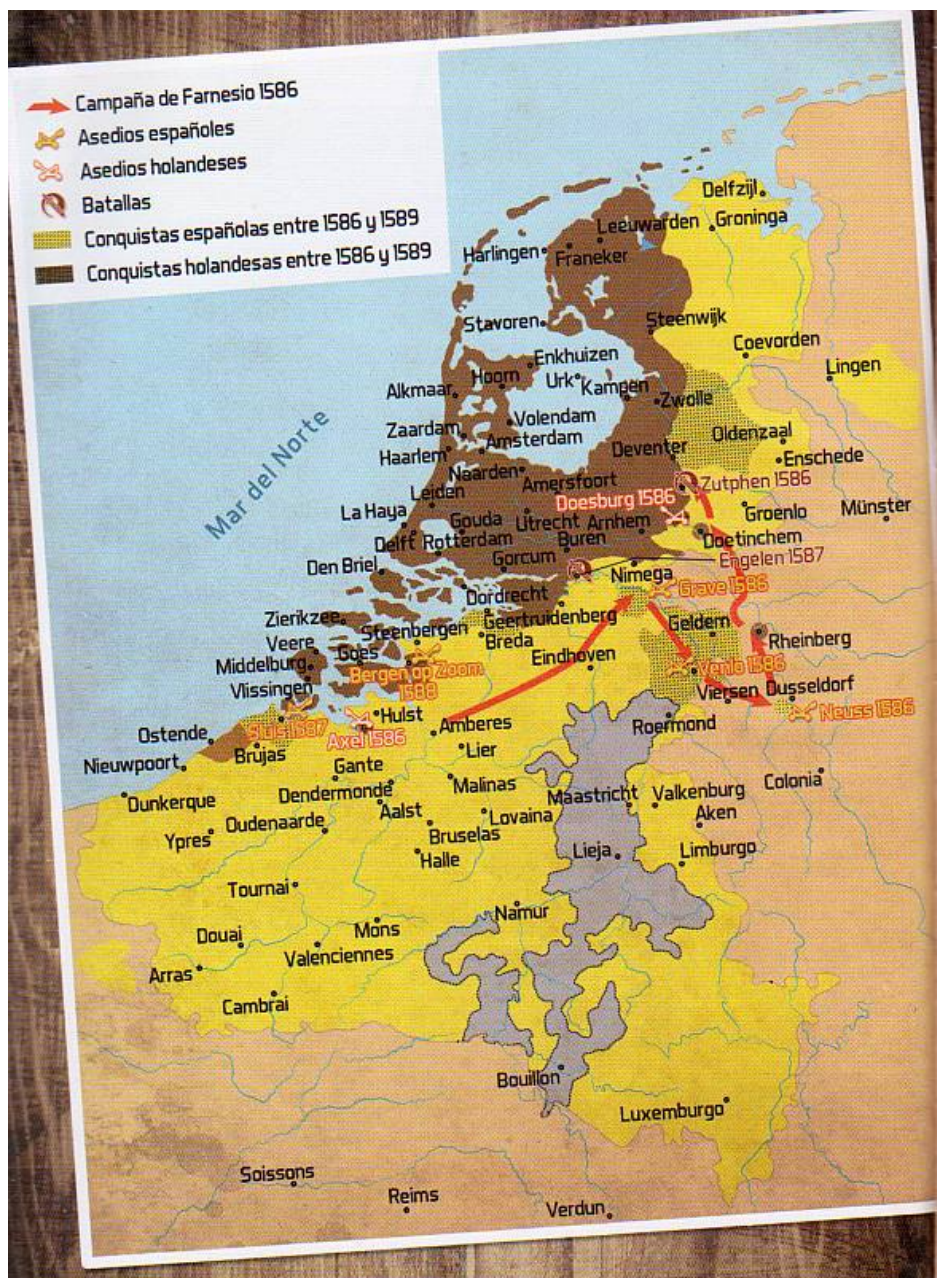 Campaña de Farnesio 1586
Asedios españoles
Asedios holandeses
Batallas
Conquistas españolas entre 1586 y 1589
Conquistas holandesas entre 1586 y 1589
Mar del Norte
Delfzijl
Groninga
Leeuwarden
Harlingen
Franeker
Stavoren
Steenwijk
Coevorden
Lingen
Enkhuizen
Hoorn
Urk
Kampen
Alkmaar
Zwolle
Volendam
Zaardam
Amsterdam
Oldenzaal
Haarlem
Deventer
Enschede
Naarden
Amersfoort
Zutphen 1586
Leiden
Doesburg 1586
La Haya
Gouda
Utrecht
Arnhem
Groenlo
Münster
Delft
Rotterdam
Buren
Doetinchem
Den Briel
Gorcum
Engelen 1587
Nimega
Grave 1586
Dordrecht
Zierikzee
Geertruidenberg
Geldern
Steenbergen
Breda
Rheinberg
Veere
Goes
Middelburg
Bergen op Zoom
1588
Eindhoven
Venlo 1586
Vlissingen
Viersen
Dusseldorf
Hulst
Neuss 1586
Ostende
Sluis 1587
Axel 1586
Amberes
Roermond
Brujas
Lier
Nieuwpoort
Gante
Dunkerque
Dendermonde
Malinas
Maastricht
Valkenburg
Colonia
Aalst
Lovaina
Aken
Ypres
Oudenaarde
Bruselas
Halle
Lieja
Limburgo
Tournai
Namur
Douai
Mons
Valenciennes
Arras
Cambrai
Bouillon
Luxemburgo
Soissons
Reims
Verdun